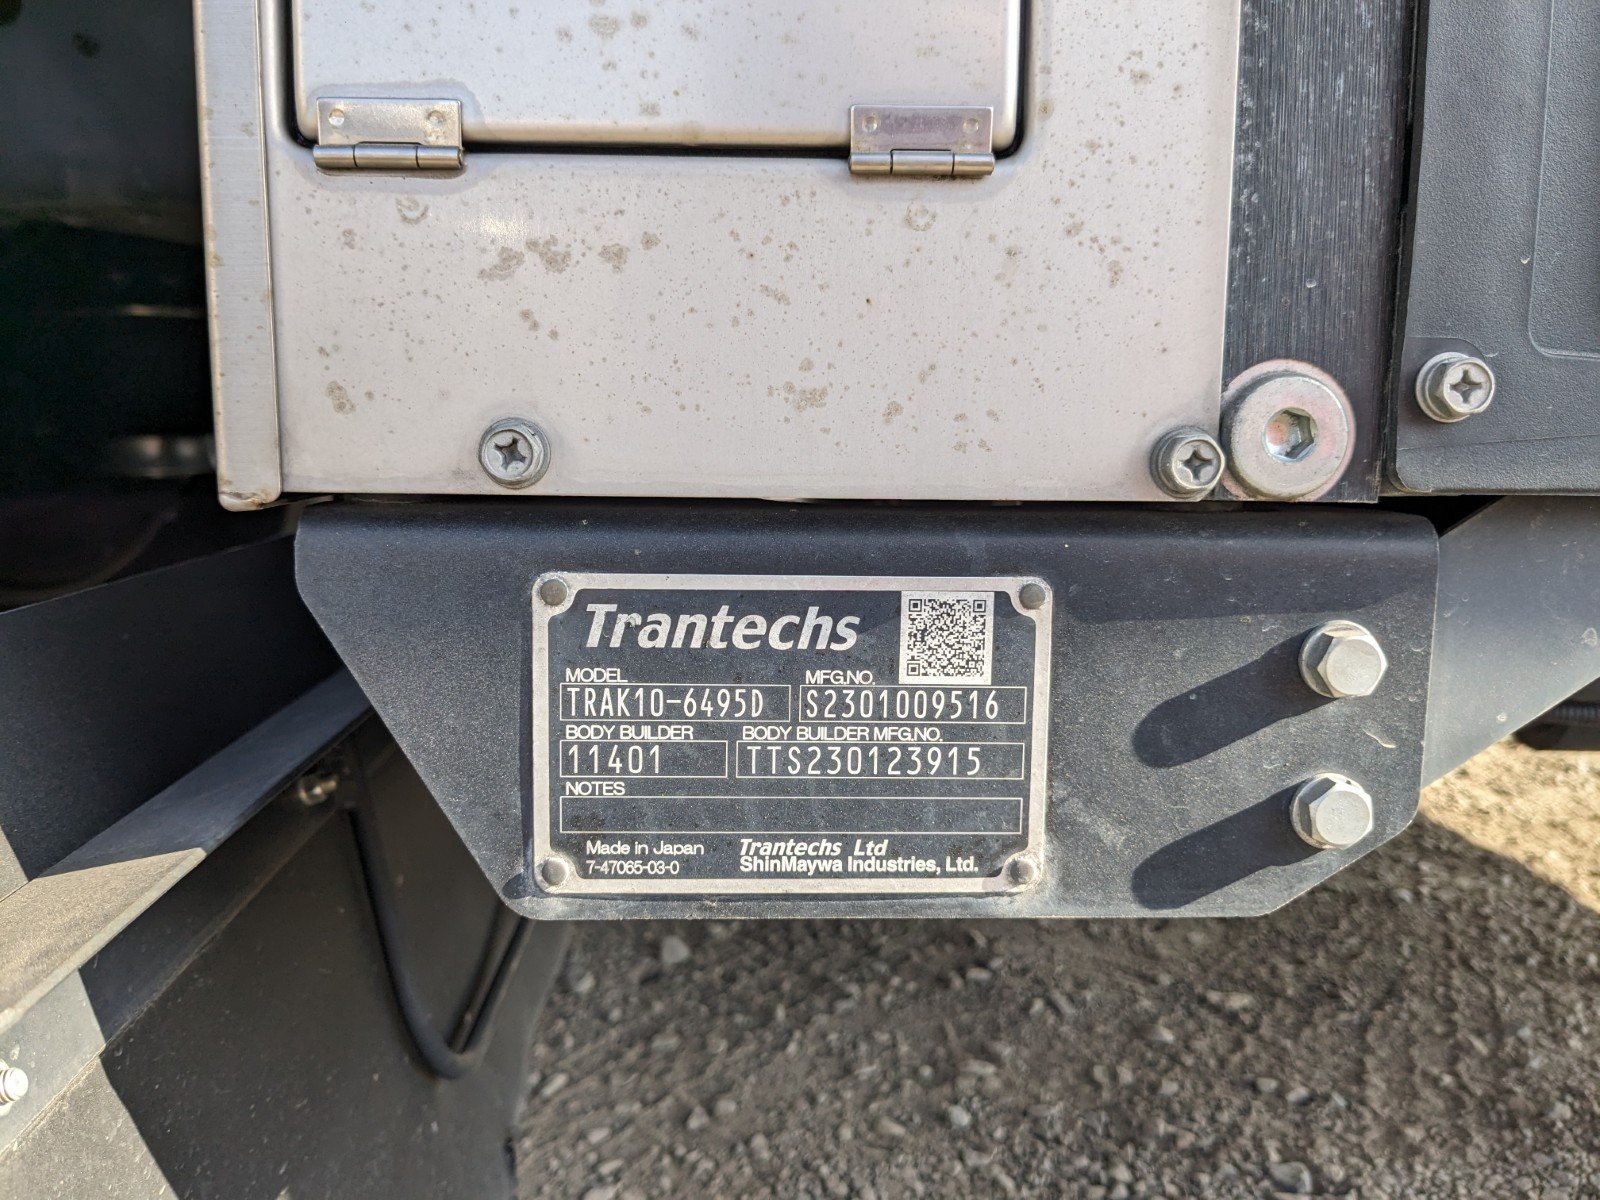 Trantechs
MODEL MFG.NO.
TRAK10-6495D S2301009516
BODY BUILDER BODY BUILDER MFG.NO.
11401 TTS230123915
NOTES
Made in Japan Trantechs Ltd
7-47065-03-0 ShinMaywa Industries, Ltd.